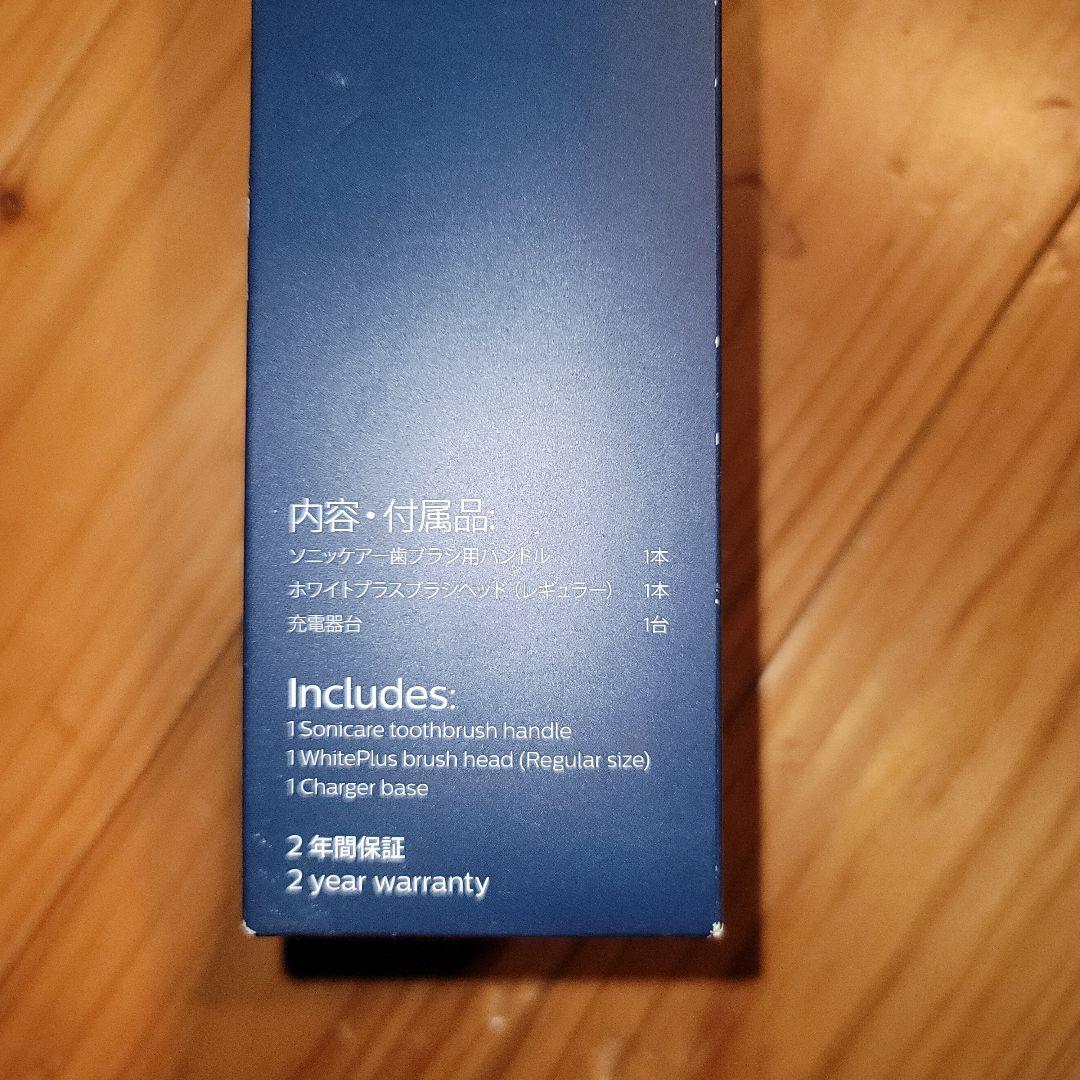 内容・付属品:
ソニッケアー歯ブラシ用ハンドル 1本
ホワイトプラスブラシヘッド（レギュラー） 1本
充電器台 1台
Includes:
1 Sonicare toothbrush handle
1 WhitePlus brush head (Regular size)
1 Charger base
2 年間保証
2 year warranty